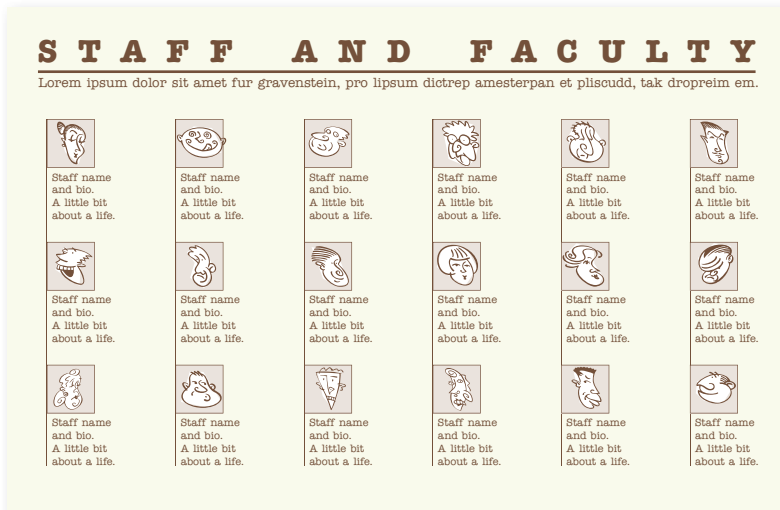 STAFF AND FACULTY
Lorem ipsum dolor sit amet fur gravenstein, pro lipsum dictrep amesterpan et pliscudd, tak dropreim em.
Staff name
and bio.
A little bit
about a life.
Staff name
and bio.
A little bit
about a life.
Staff name
and bio.
A little bit
about a life.
Staff name
and bio.
A little bit
about a life.
Staff name
and bio.
A little bit
about a life.
Staff name
and bio.
A little bit
about a life.
Staff name
and bio.
A little bit
about a life.
Staff name
and bio.
A little bit
about a life.
Staff name
and bio.
A little bit
about a life.
Staff name
and bio.
A little bit
about a life.
Staff name
and bio.
A little bit
about a life.
Staff name
and bio.
A little bit
about a life.
Staff name
and bio.
A little bit
about a life.
Staff name
and bio.
A little bit
about a life.
Staff name
and bio.
A little bit
about a life.
Staff name
and bio.
A little bit
about a life.
Staff name
and bio.
A little bit
about a life.
Staff name
and bio.
A little bit
about a life.